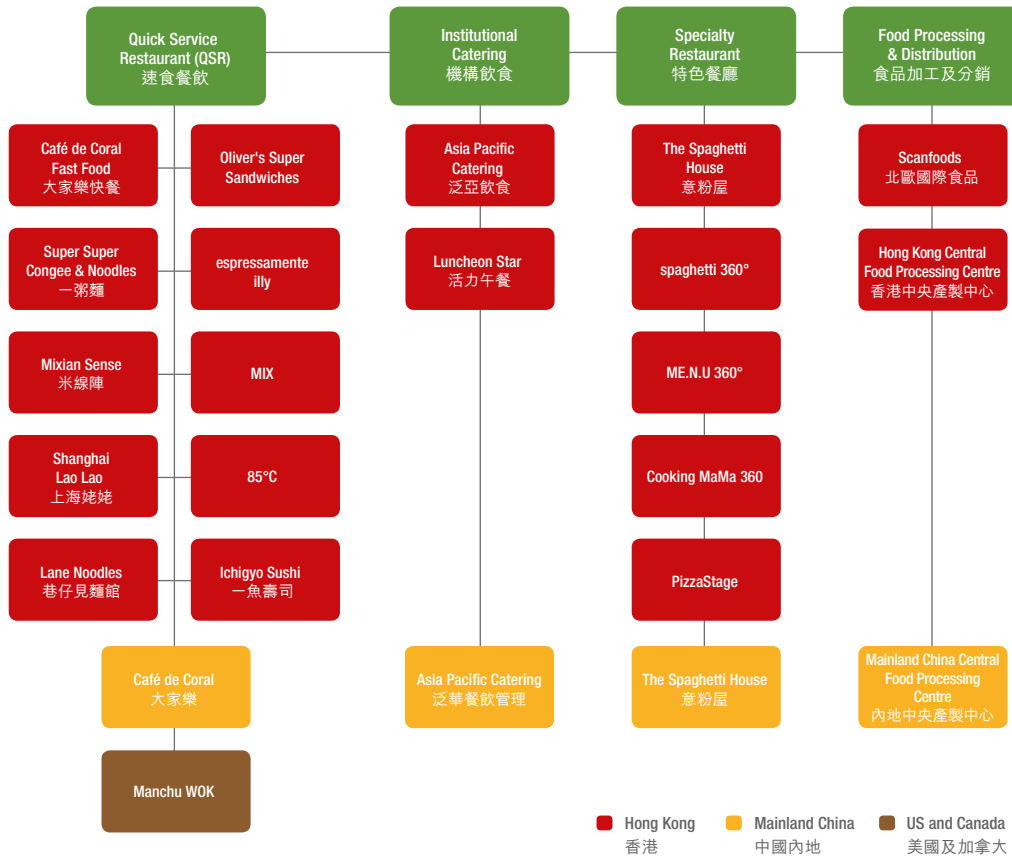 Quick Service
Restaurant (QSR)
速食餐飲
Institutional
Catering
機構飲食
Specialty
Restaurant
特色餐廳
Food Processing
& Distribution
食品加工及分銷
Café de Coral
Fast Food
大家樂快餐
Oliver's Super
Sandwiches
Asia Pacific
Catering
泛亞飲食
The Spaghetti
House
意粉屋
Scanfoods
北歐國際食品
Super Super
Congee & Noodles
一粥麵
espressamente
illy
Luncheon Star
活力午餐
spaghetti 360°
Hong Kong Central
Food Processing Centre
香港中央產製中心
Mixian Sense
米線陣
MIX
ME.N.U 360°
Shanghai
Lao Lao
上海姥姥
85°C
Cooking MaMa 360
Lane Noodles
巷仔見麵館
Ichigyo Sushi
一魚壽司
PizzaStage
Café de Coral
大家樂
Asia Pacific Catering
泛華餐飲管理
The Spaghetti House
意粉屋
Mainland China Central
Food Processing
Centre
內地中央產製中心
Manchu WOK
Hong Kong
香港
Mainland China
中國內地
US and Canada
美國及加拿大